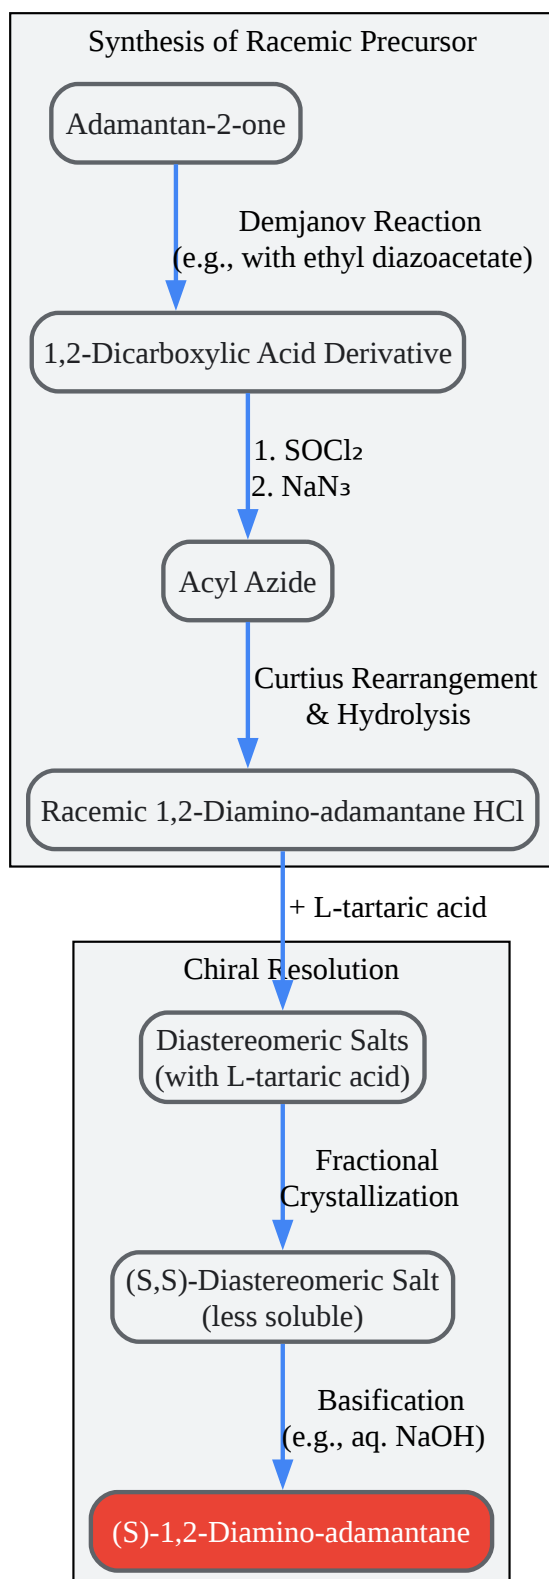 Synthesis of Racemic Precursor
Adamantan-2-one
Demjanov Reaction
(e.g., with ethyl diazoacetate)
1,2-Dicarboxylic Acid Derivative
1. SOCl₂
2. NaN₃
Acyl Azide
Curtius Rearrangement
& Hydrolysis
Racemic 1,2-Diamino-adamantane HCl
+ L-tartaric acid
Chiral Resolution
Diastereomeric Salts
(with L-tartaric acid)
Fractional
Crystallization
(S,S)-Diastereomeric Salt
(less soluble)
Basification
(e.g., aq. NaOH)
(S)-1,2-Diamino-adamantane